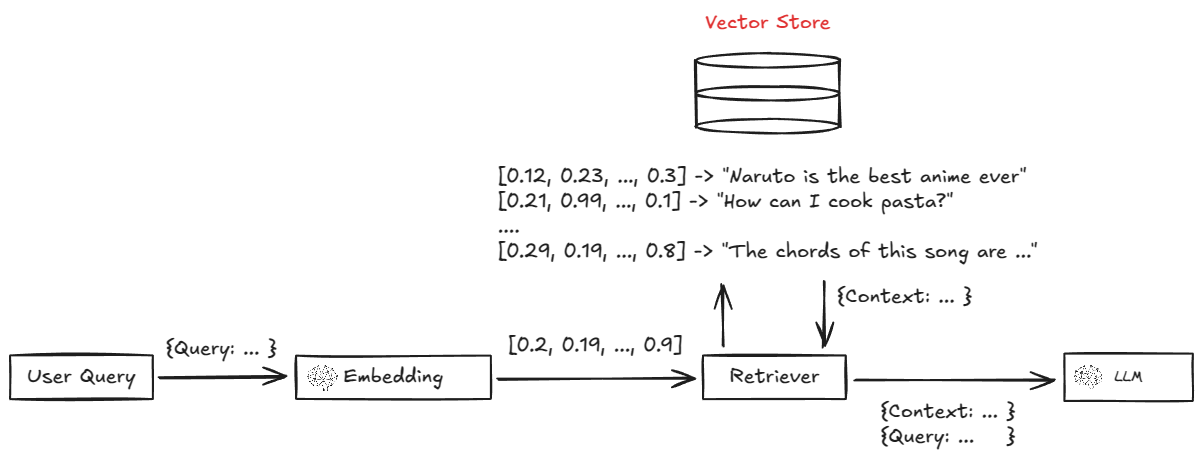 Vector Store
[0.12, 0.23, ..., 0.3] -> "Naruto is the best anime ever"
[0.21, 0.99, ..., 0.1] -> "How can I cook pasta?"
....
[0.29, 0.19, ..., 0.8] -> "The chords of this song are ..."
{Context: ... }
{Query: ... }
[0.2, 0.19, ..., 0.9]
User Query
Embedding
Retriever
LLM
{Context: ... }
{Query: ... }